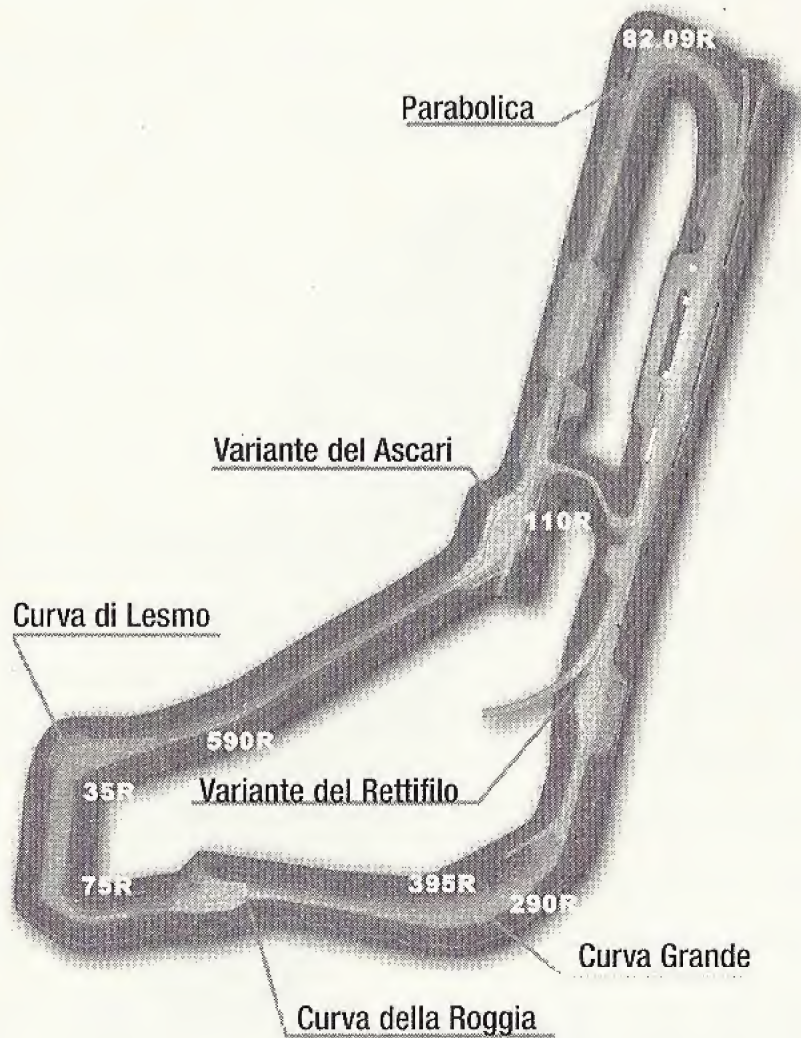 82.09R
Parabolica
Variante del Ascari
110R
Curva di Lesmo
590R
35R
Variante del Rettifilo
75R
395R
290R
Curva Grande
Curva della Roggia